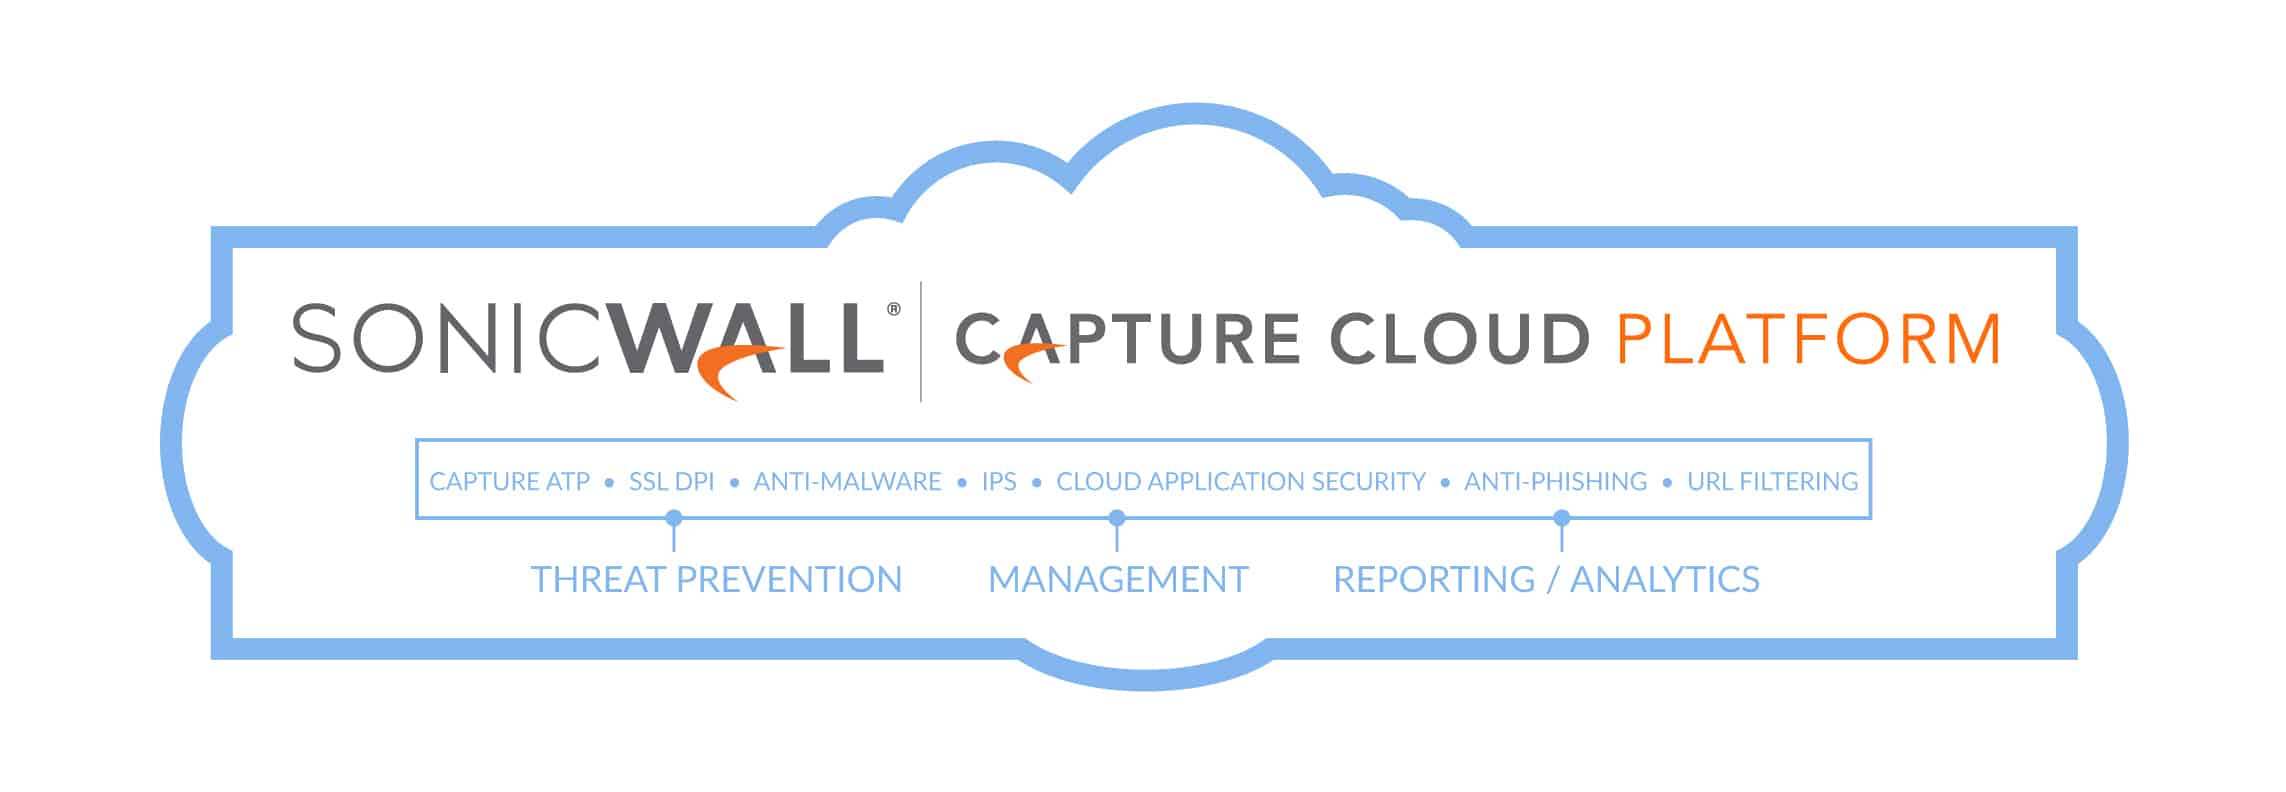 SONICWALL® | CAPTURE CLOUD PLATFORM
CAPTURE ATP • SSL DPI • ANTI-MALWARE • IPS • CLOUD APPLICATION SECURITY • ANTI-PHISHING • URL FILTERING
THREAT PREVENTION MANAGEMENT REPORTING / ANALYTICS